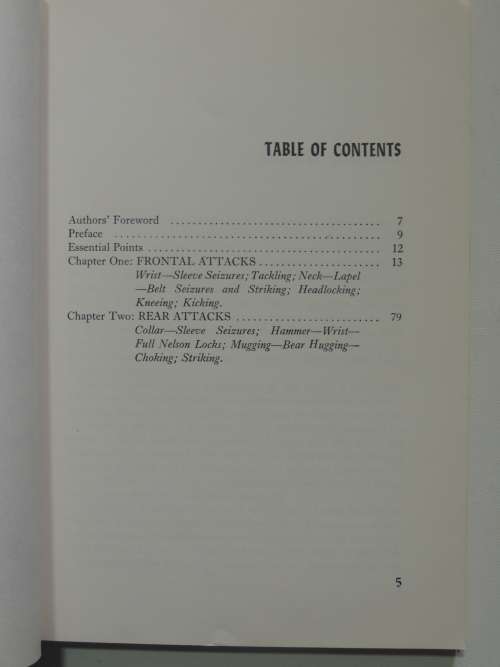 TABLE OF CONTENTS
Authors' Foreword ..................................... 7
Preface ............................................... 9
Essential Points ........................................ 12
Chapter One: FRONTAL ATTACKS ..................... 13
Wrist—Sleeve Seizures; Tackling; Neck—Lapel
—Belt Seizures and Striking; Headlocking;
Kneeing; Kicking.
Chapter Two: REAR ATTACKS ......................... 79
Collar—Sleeve Seizures; Hammer—Wrist—
Full Nelson Locks; Mugging—Bear Hugging—
Choking; Striking.
5